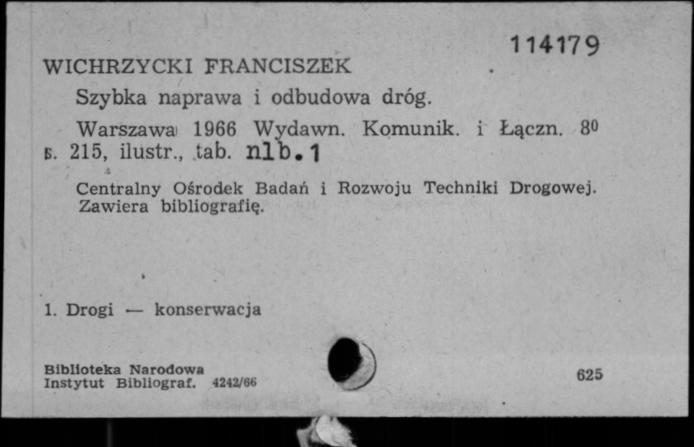 114179
WICHRZYCKI FRANCISZEK
Szybka naprawa i odbudowa dróg.
Warszawa 1966 Wydawn. Komunik. i Łączn. 8⁰
s. 215, ilustr., tab. nlb.1
Centralny Ośrodek Badań i Rozwoju Techniki Drogowej.
Zawiera bibliografię.
1. Drogi — konserwacja
Biblioteka Narodowa
Instytut Bibliograf. 4242/66
625